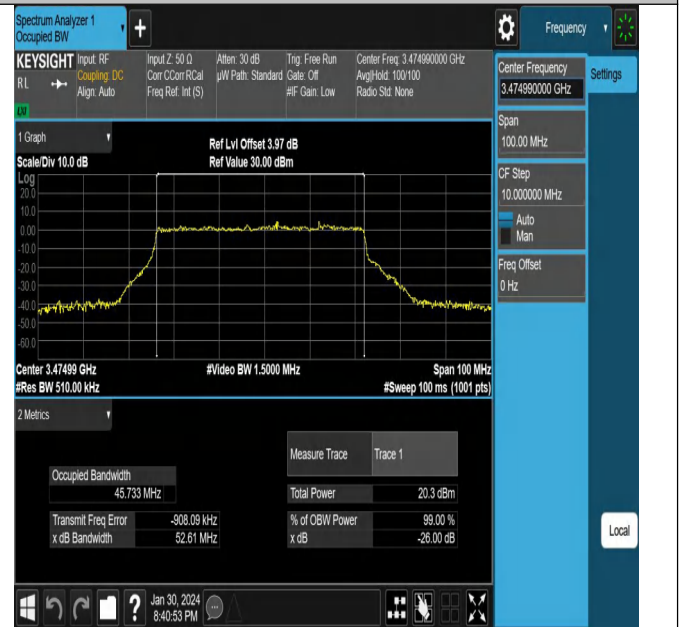 Spectrum Analyzer 1
Occupied BW
Frequency
KEYSIGHT
RL
Input: RF
Coupling: DC
Align: Auto
Input Z: 50 Ω
Corr CCorr RCal
Freq Ref: Int (S)
Atten: 30 dB
µW Path: Standard
Trig: Free Run
Gate: Off
#IF Gain: Low
Center Freq: 3.474990000 GHz
Avg|Hold: 100/100
Radio Std: None
LXI
Center Frequency
3.474990000 GHz
Settings
Span
100.00 MHz
CF Step
10.000000 MHz
Auto
Man
Freq Offset
0 Hz
Local
1 Graph
Scale/Div 10.0 dB
Ref Lvl Offset 3.97 dB
Ref Value 30.00 dBm
Log
20.0
10.0
0.00
-10.0
-20.0
-30.0
-40.0
-50.0
-60.0
Center 3.47499 GHz
#Video BW 1.5000 MHz
Span 100 MHz
#Res BW 510.00 kHz
#Sweep 100 ms (1001 pts)
2 Metrics
Measure Trace Trace 1
Occupied Bandwidth
45.733 MHz
Total Power 20.3 dBm
Transmit Freq Error -908.09 kHz
% of OBW Power 99.00 %
x dB Bandwidth 52.61 MHz
x dB -26.00 dB
Jan 30, 2024
8:40:53 PM